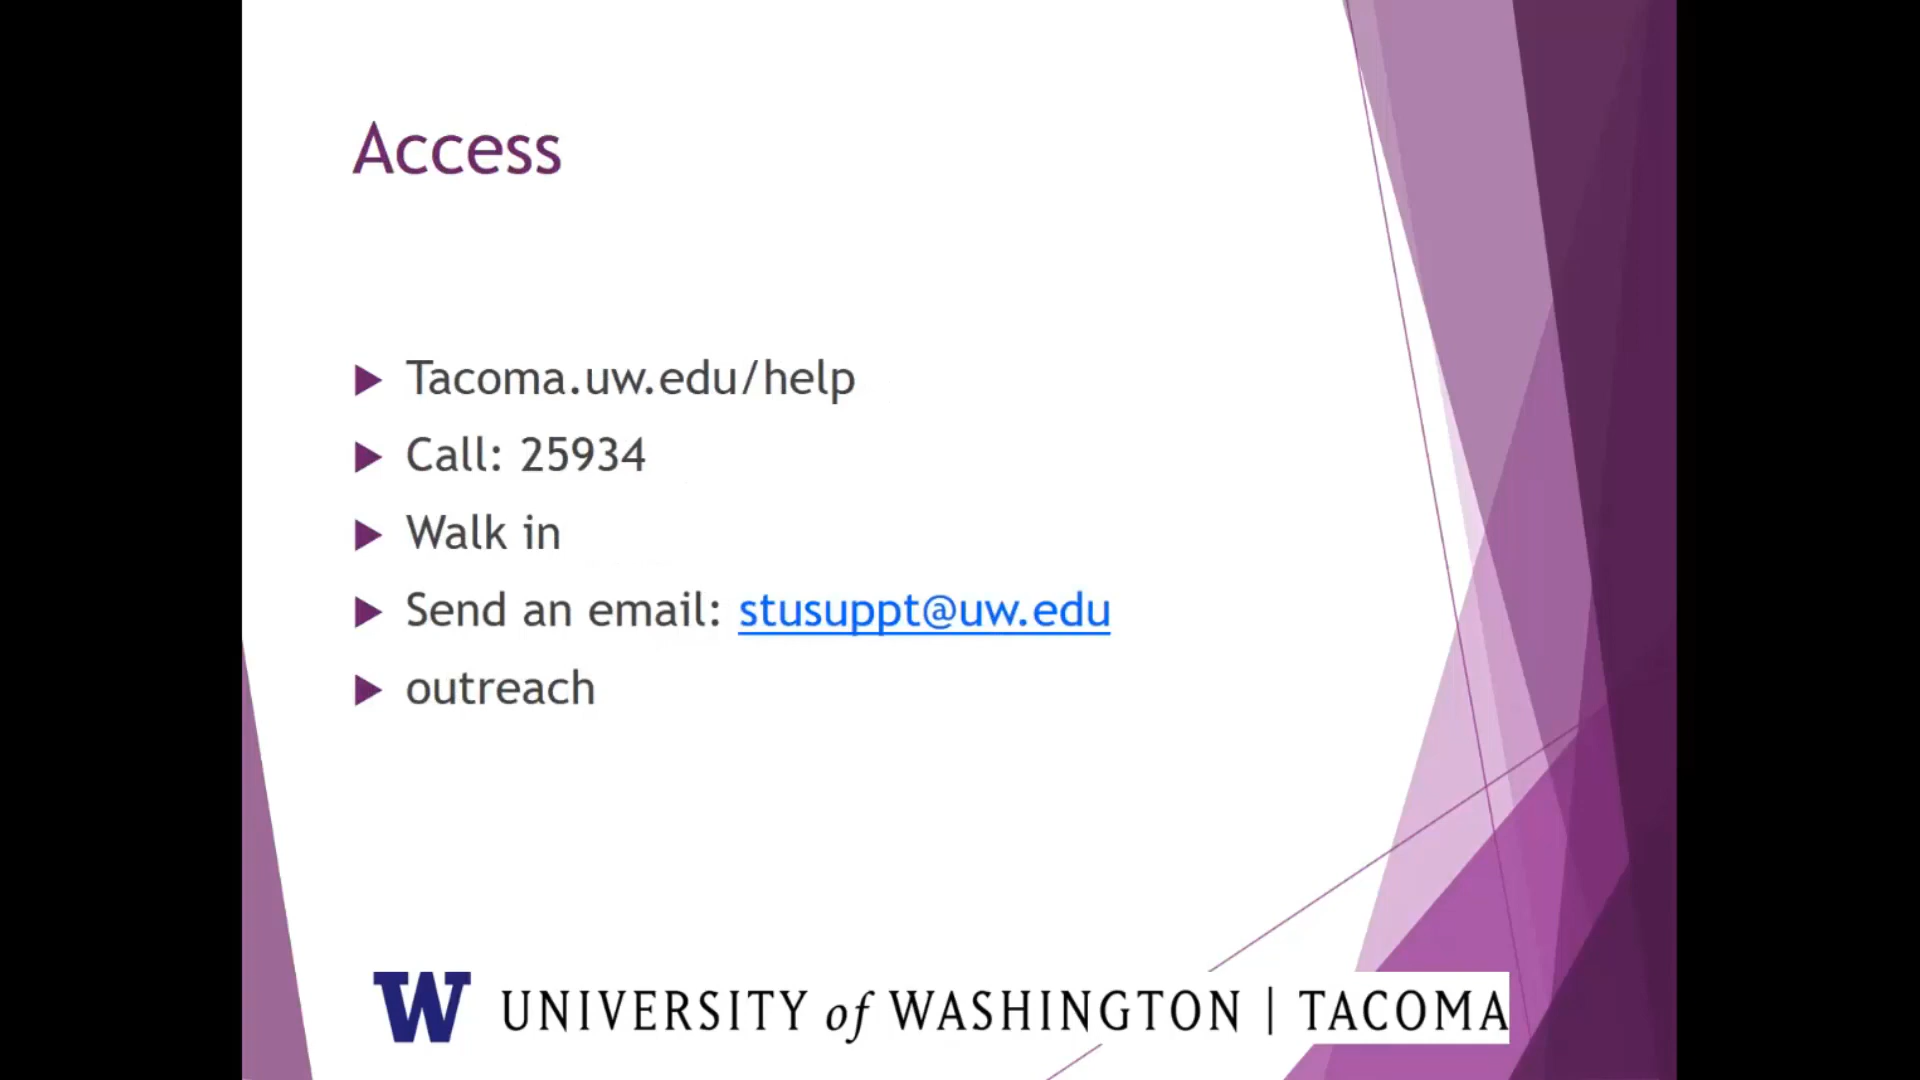 Access
Tacoma.uw.edu/help
Call: 25934
Walk in
Send an email: stusuppt@uw.edu
outreach
W UNIVERSITY of WASHINGTON | TACOMA